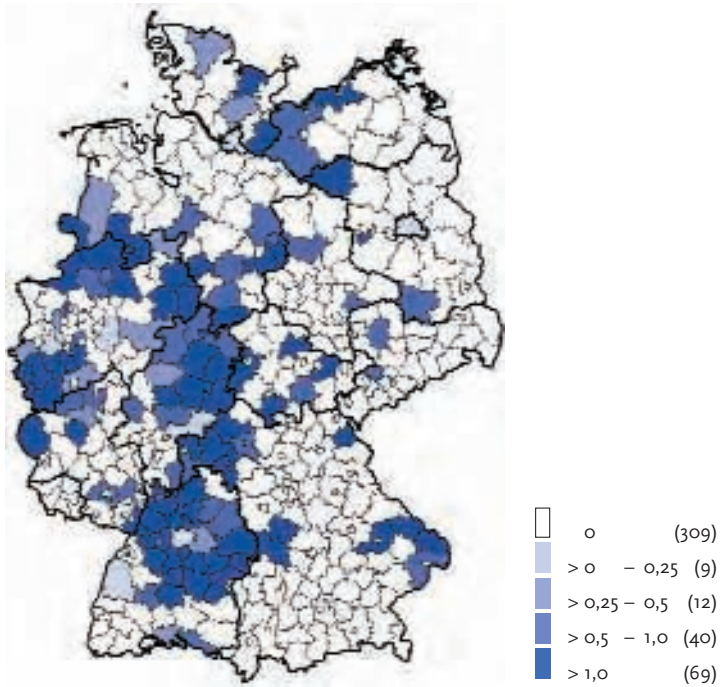 0 (309)
> 0 – 0,25 (9)
> 0,25 – 0,5 (12)
> 0,5 – 1,0 (40)
> 1,0 (69)